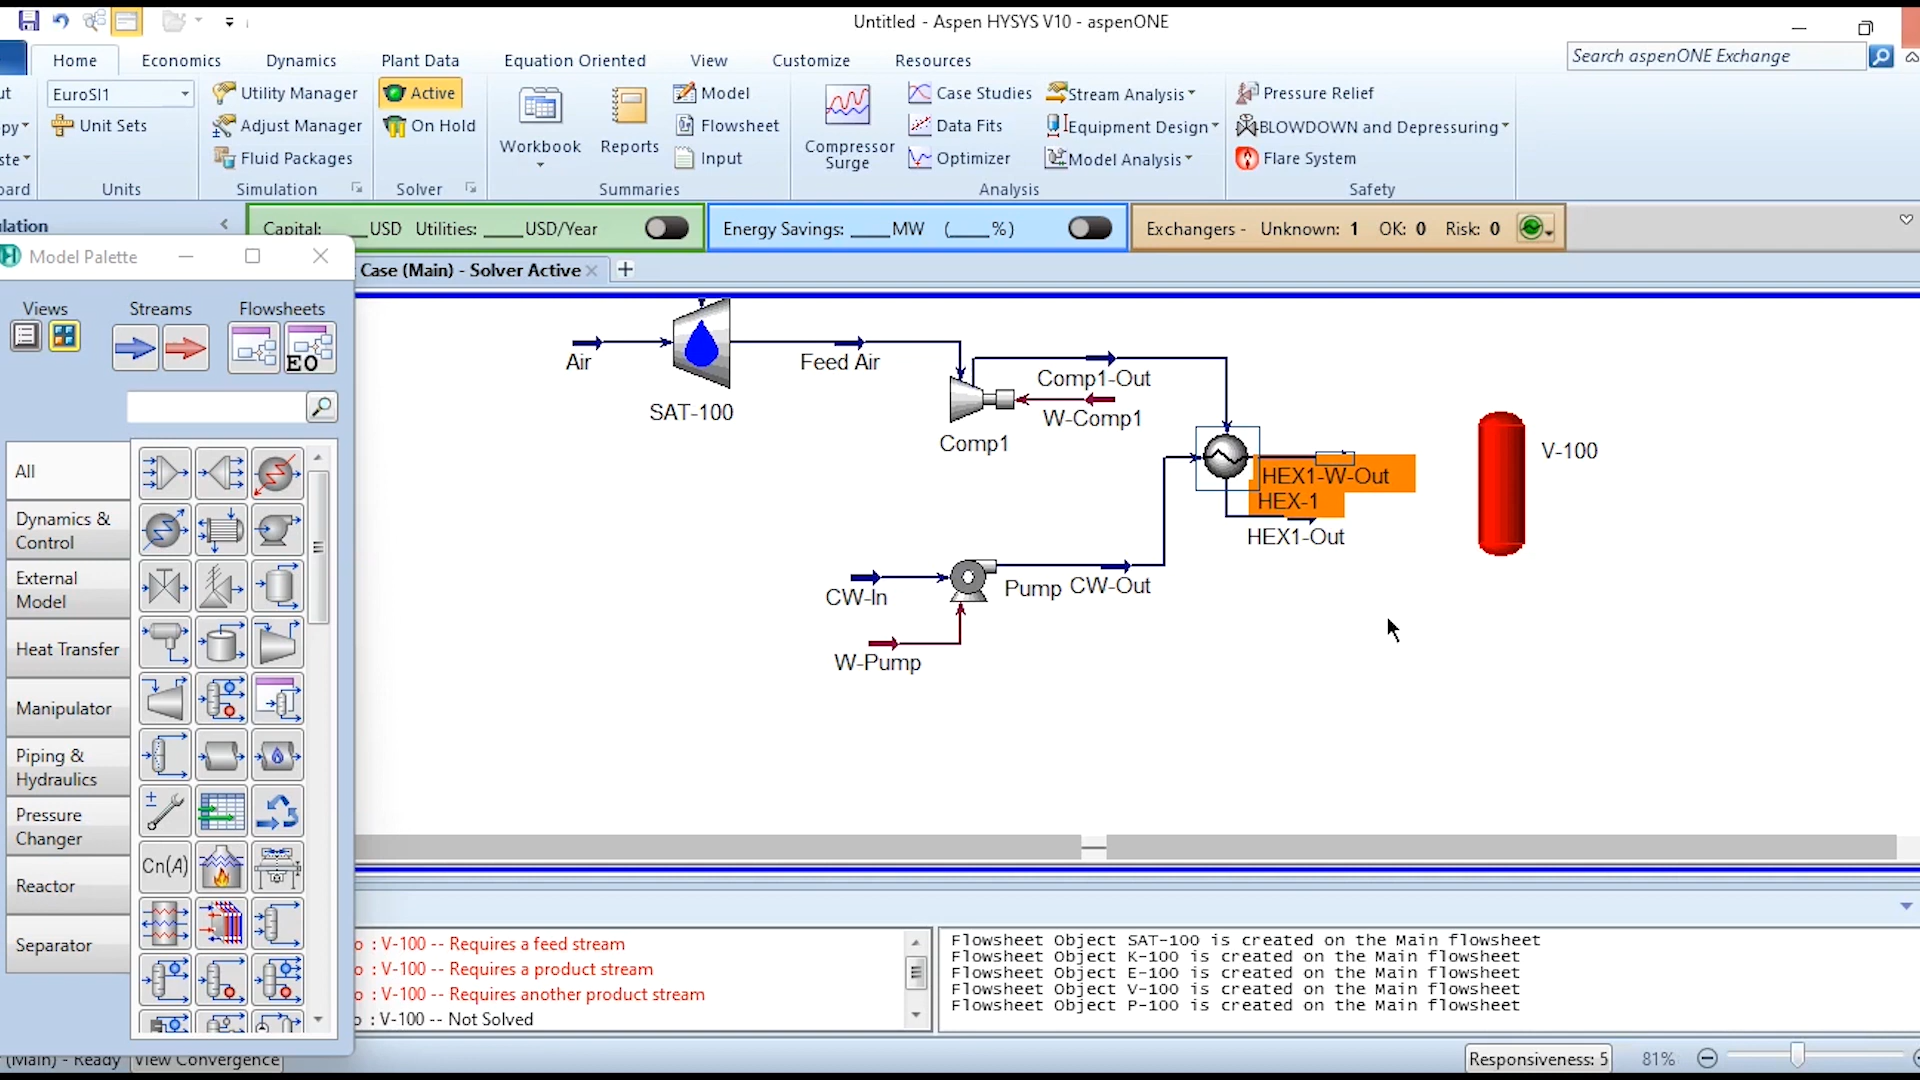 Untitled - Aspen HYSYS V10 - aspenONE
Home
Economics
Dynamics
Plant Data
Equation Oriented
View
Customize
Resources
Search aspenONE Exchange
EuroSI1
Unit Sets
Units
Utility Manager
Adjust Manager
Fluid Packages
Simulation
Active
On Hold
Solver
Workbook
Reports
Model
Flowsheet
Input
Summaries
Compressor
Surge
Case Studies
Data Fits
Optimizer
Stream Analysis
Equipment Design
Model Analysis
Analysis
Pressure Relief
BLOWDOWN and Depressuring
Flare System
Safety
Capital: ___USD Utilities: ____USD/Year
Energy Savings: ____MW (____%)
Exchangers - Unknown: 1 OK: 0 Risk: 0
Model Palette
Case (Main) - Solver Active
Views
Streams
Flowsheets
EO
All
Dynamics &
Control
External
Model
Heat Transfer
Manipulator
Piping &
Hydraulics
Pressure
Changer
Reactor
Separator
Cn(A)
Air
SAT-100
Feed Air
Comp1-Out
W-Comp1
Comp1
HEX1-W-Out
HEX-1
HEX1-Out
V-100
CW-In
Pump
CW-Out
W-Pump
o : V-100 -- Requires a feed stream
o : V-100 -- Requires a product stream
o : V-100 -- Requires another product stream
o : V-100 -- Not Solved
Flowsheet Object SAT-100 is created on the Main flowsheet
Flowsheet Object K-100 is created on the Main flowsheet
Flowsheet Object E-100 is created on the Main flowsheet
Flowsheet Object V-100 is created on the Main flowsheet
Flowsheet Object P-100 is created on the Main flowsheet
(Main) - Ready
View Convergence
Responsiveness: 5
81%